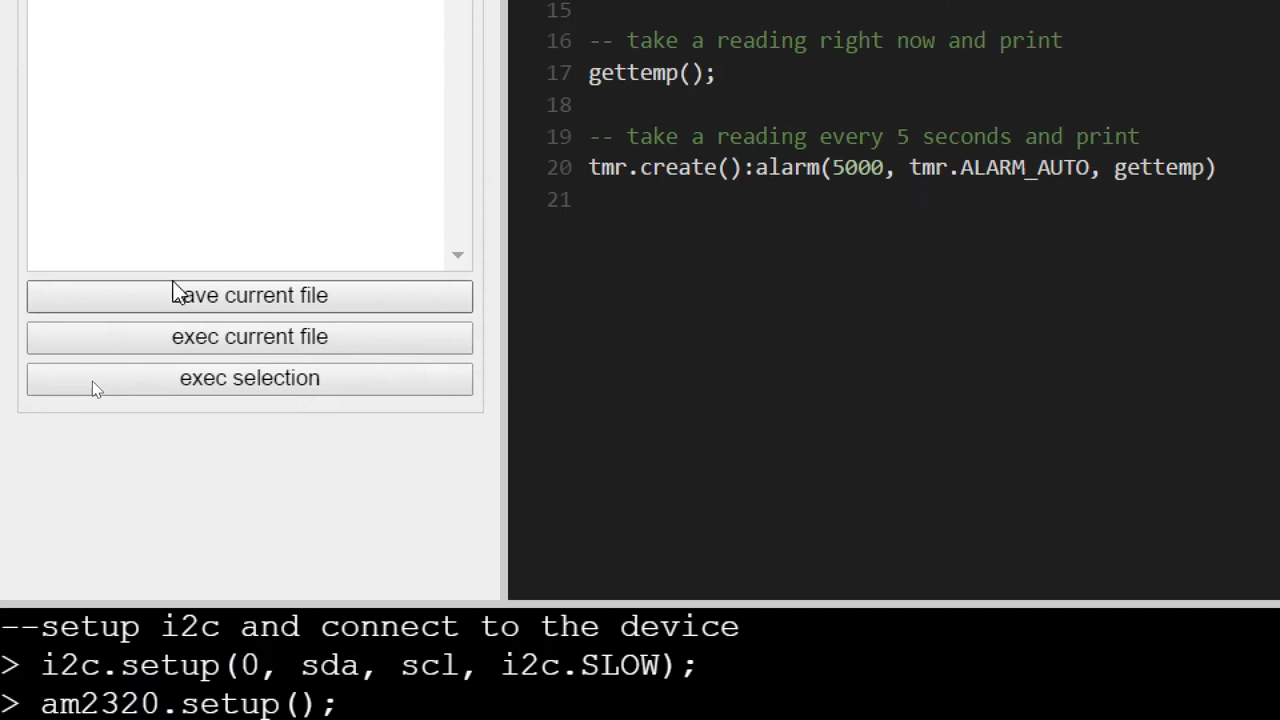 15
16 -- take a reading right now and print
17 gettemp();
18
19 -- take a reading every 5 seconds and print
20 tmr.create():alarm(5000, tmr.ALARM_AUTO, gettemp)
21
save current file
exec current file
exec selection
--setup i2c and connect to the device
> i2c.setup(0, sda, scl, i2c.SLOW);
> am2320.setup();